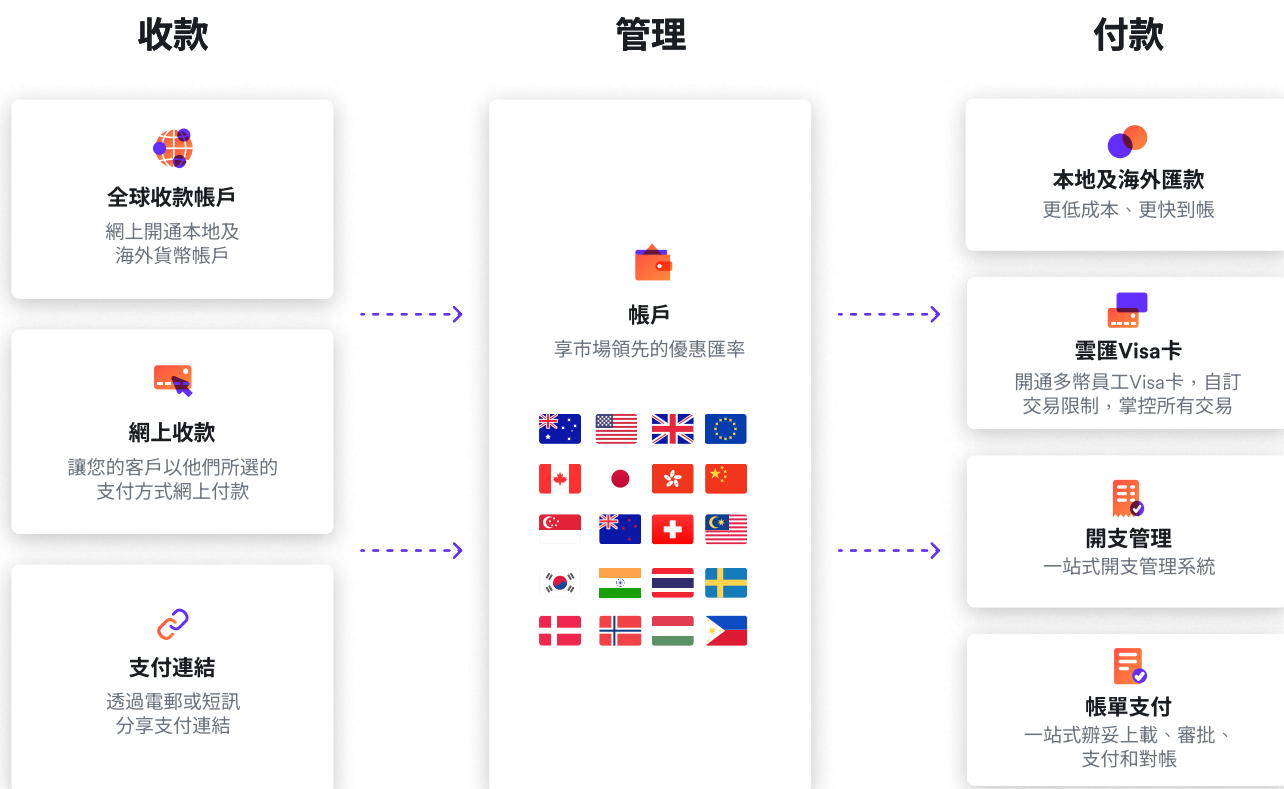 收款
管理
付款
全球收款帳戶
網上開通本地及
海外貨幣帳戶
網上收款
讓您的客戶以他們所選的
支付方式網上付款
支付連結
透過電郵或短訊
分享支付連結
帳戶
享市場領先的優惠匯率
本地及海外匯款
更低成本、更快到帳
雲匯Visa卡
開通多幣員工Visa卡，自訂
交易限制，掌控所有交易
開支管理
一站式開支管理系統
帳單支付
一站式辦妥上載、審批、
支付和對帳